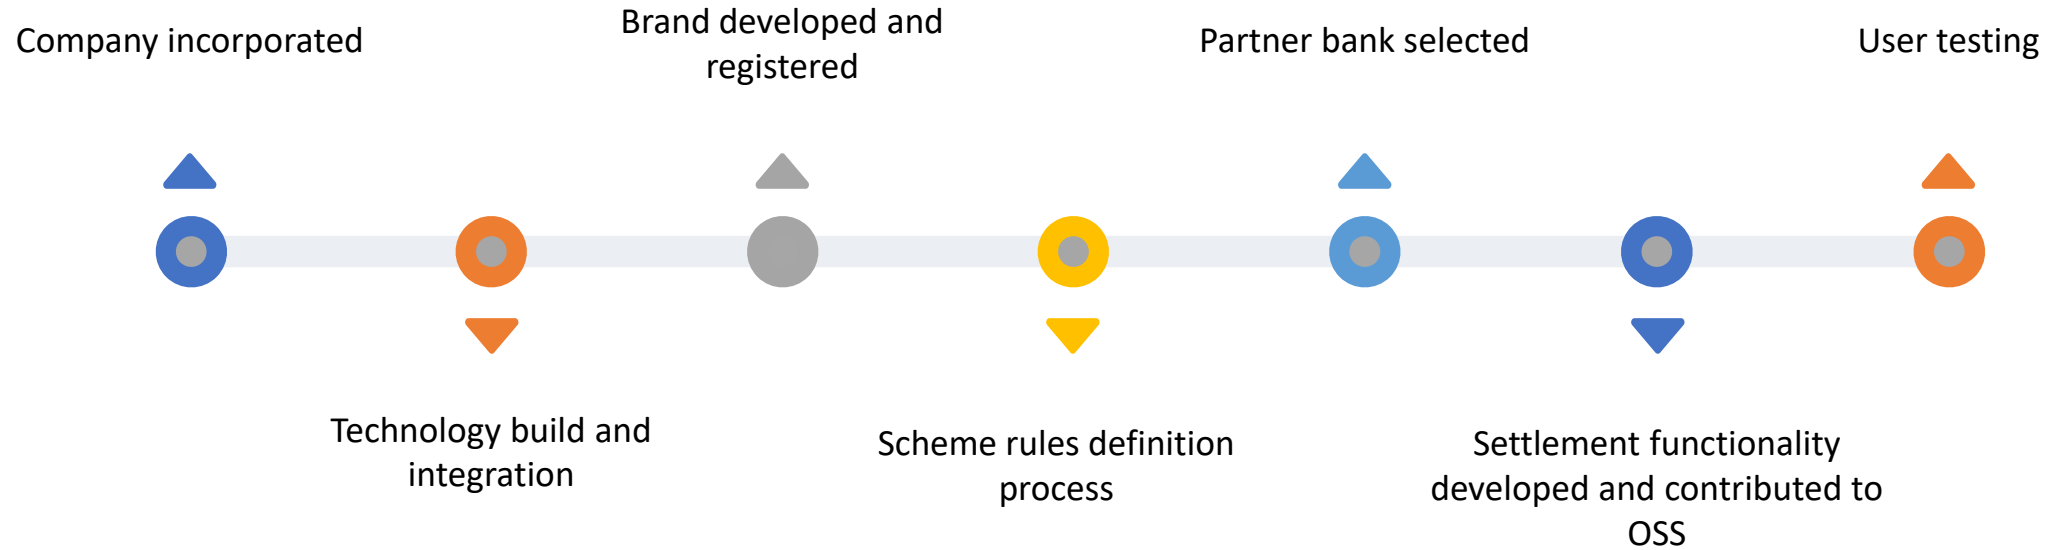 Company incorporated
Brand developed and
registered
Partner bank selected
User testing
Technology build and
integration
Scheme rules definition
process
Settlement functionality
developed and contributed to
OSS